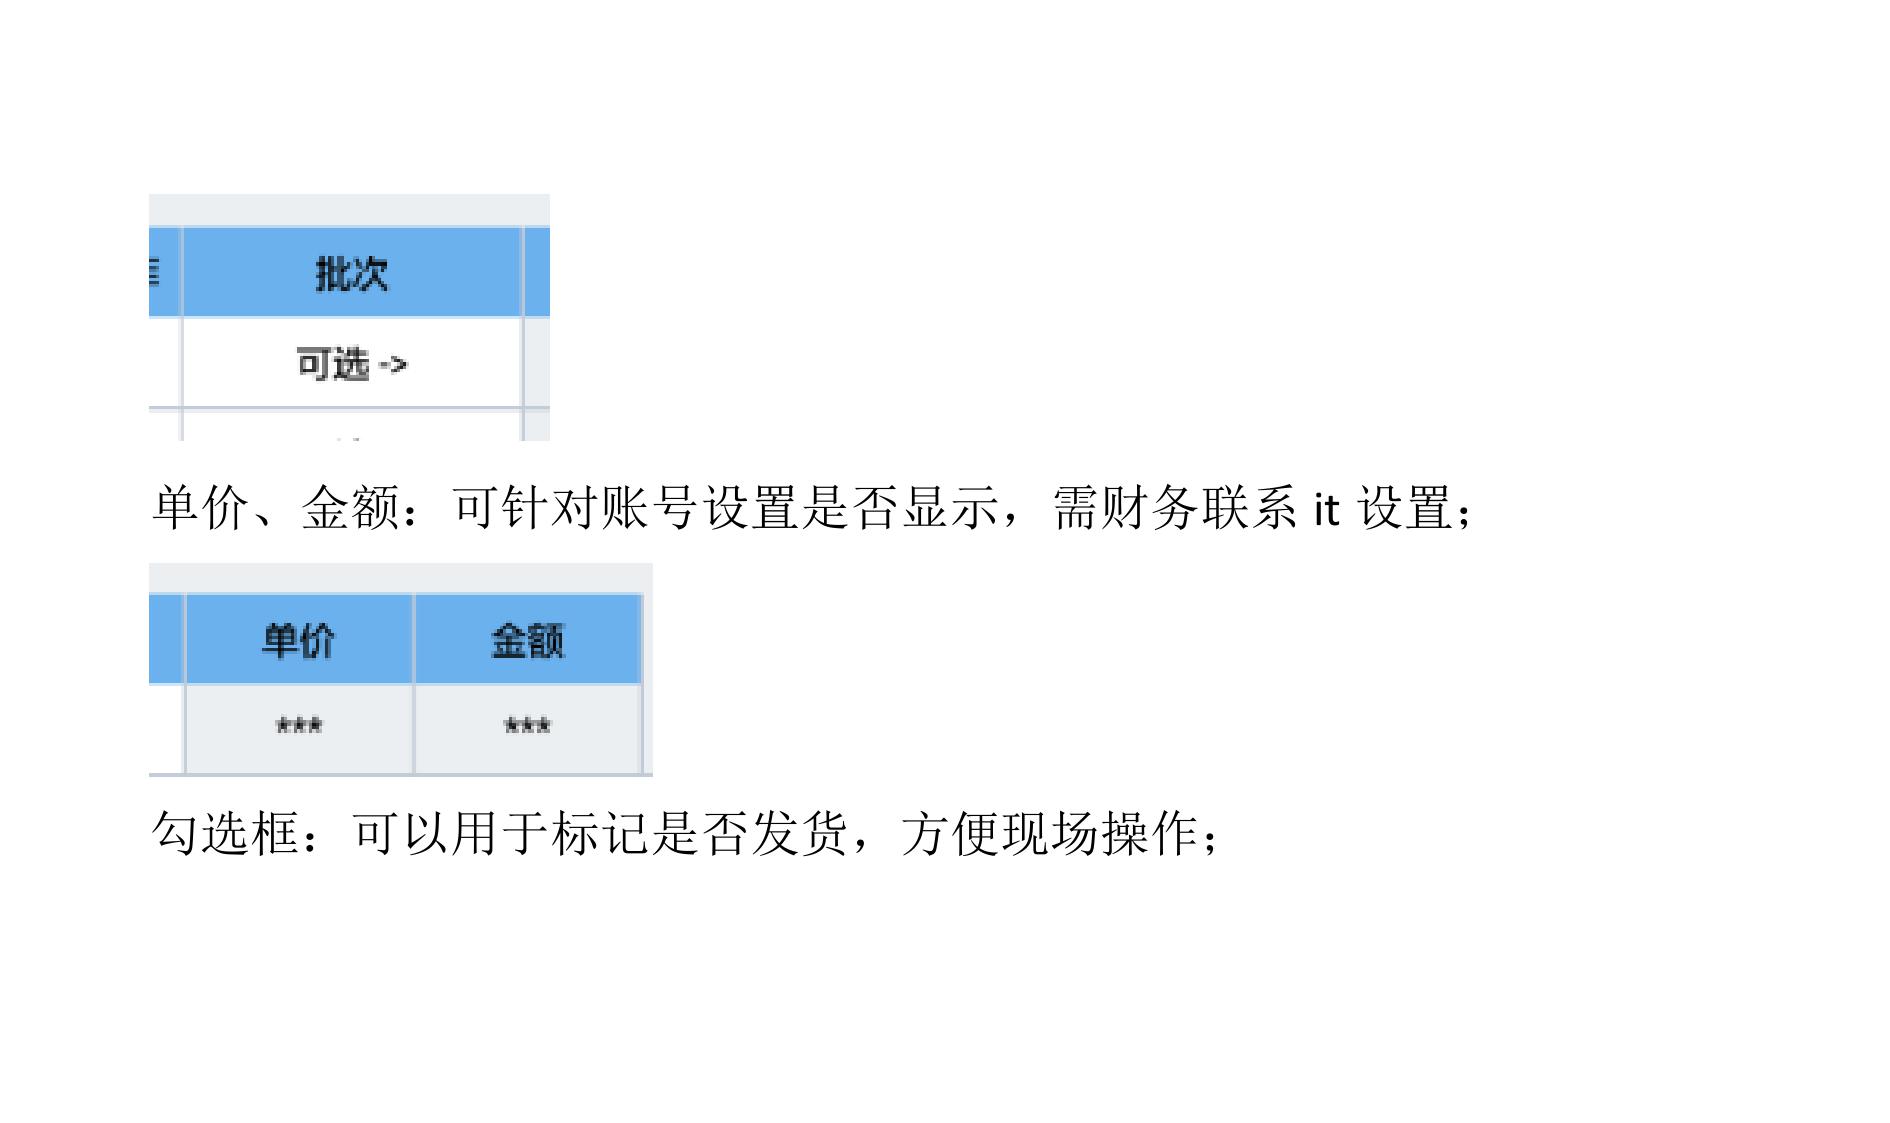 批次
可选 ->
单价、金额：可针对账号设置是否显示，需财务联系 it 设置；
单价 金额
*** ***
勾选框：可以用于标记是否发货，方便现场操作；